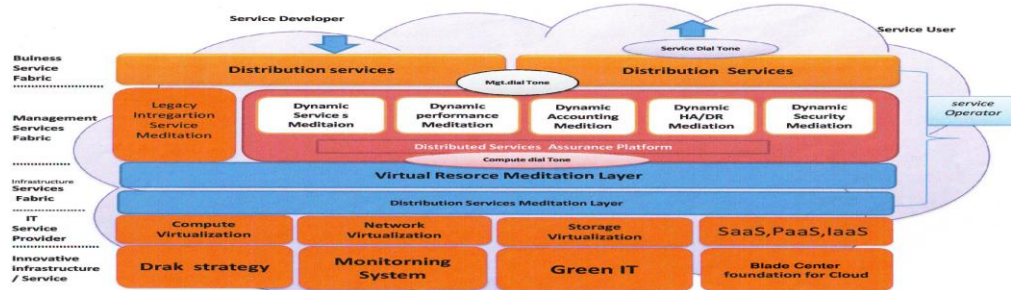 Service Developer
Service User
Service Dial Tone
Buiness
Service
Fabric
Distribution services
Distribution Services
Mgt.dial Tone
Management
Services
Fabric
Legacy
Intregartion
Service
Meditation
Dynamic
Service s
Meditaion
Dynamic
performance
Meditation
Dynamic
Accounting
Medition
Dynamic
HA/DR
Mediation
Dynamic
Security
Mediation
service
Operator
Distributed Services Assurance Platform
Compute dial Tone
Infrastructure
Services
Fabric
Virtual Resorce Meditation Layer
Distribution Services Meditation Layer
IT
Service
Provider
Compute
Virtualization
Network
Virtualization
Storage
Virtualization
SaaS,PaaS,IaaS
Innovative
infrastructure
/ Service
Drak strategy
Monitorning
System
Green IT
Blade Center
foundation for Cloud